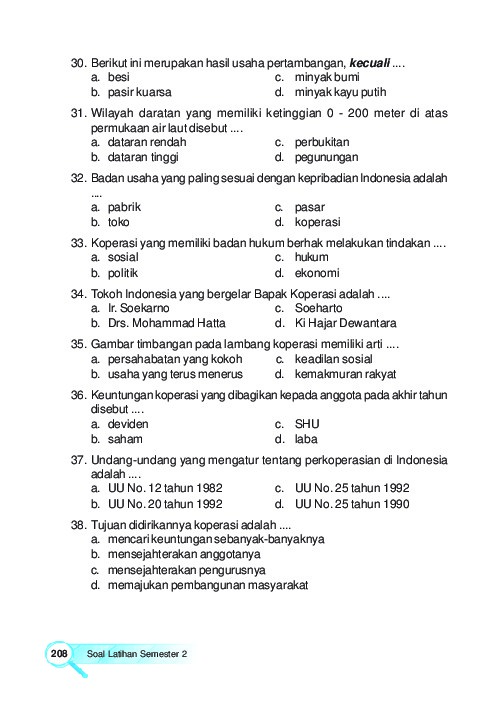 30. Berikut ini merupakan hasil usaha pertambangan, kecuali ....
a. besi c. minyak bumi
b. pasir kuarsa d. minyak kayu putih
31. Wilayah daratan yang memiliki ketinggian 0 - 200 meter di atas
permukaan air laut disebut ....
a. dataran rendah c. perbukitan
b. dataran tinggi d. pegunungan
32. Badan usaha yang paling sesuai dengan kepribadian Indonesia adalah
....
a. pabrik c. pasar
b. toko d. koperasi
33. Koperasi yang memiliki badan hukum berhak melakukan tindakan ....
a. sosial c. hukum
b. politik d. ekonomi
34. Tokoh Indonesia yang bergelar Bapak Koperasi adalah ....
a. Ir. Soekarno c. Soeharto
b. Drs. Mohammad Hatta d. Ki Hajar Dewantara
35. Gambar timbangan pada lambang koperasi memiliki arti ....
a. persahabatan yang kokoh c. keadilan sosial
b. usaha yang terus menerus d. kemakmuran rakyat
36. Keuntungan koperasi yang dibagikan kepada anggota pada akhir tahun
disebut ....
a. deviden c. SHU
b. saham d. laba
37. Undang-undang yang mengatur tentang perkoperasian di Indonesia
adalah ....
a. UU No. 12 tahun 1982 c. UU No. 25 tahun 1992
b. UU No. 20 tahun 1992 d. UU No. 25 tahun 1990
38. Tujuan didirikannya koperasi adalah ....
a. mencari keuntungan sebanyak-banyaknya
b. mensejahterakan anggotanya
c. mensejahterakan pengurusnya
d. memajukan pembangunan masyarakat
208 Soal Latihan Semester 2